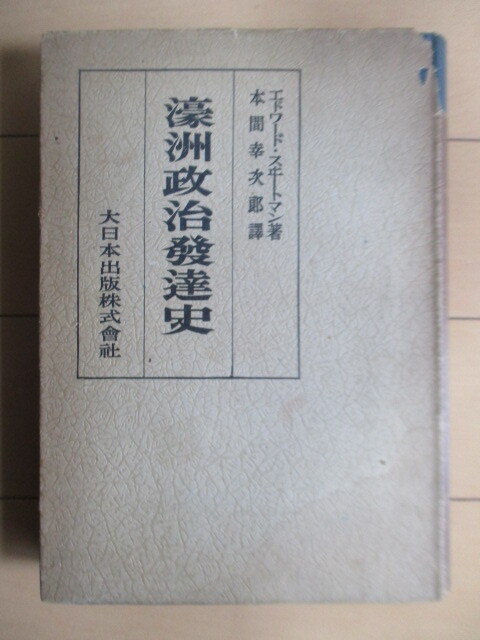 エドワード・スヰートマン著
本間幸次郎譯
濠洲政治發達史
大日本出版株式會社